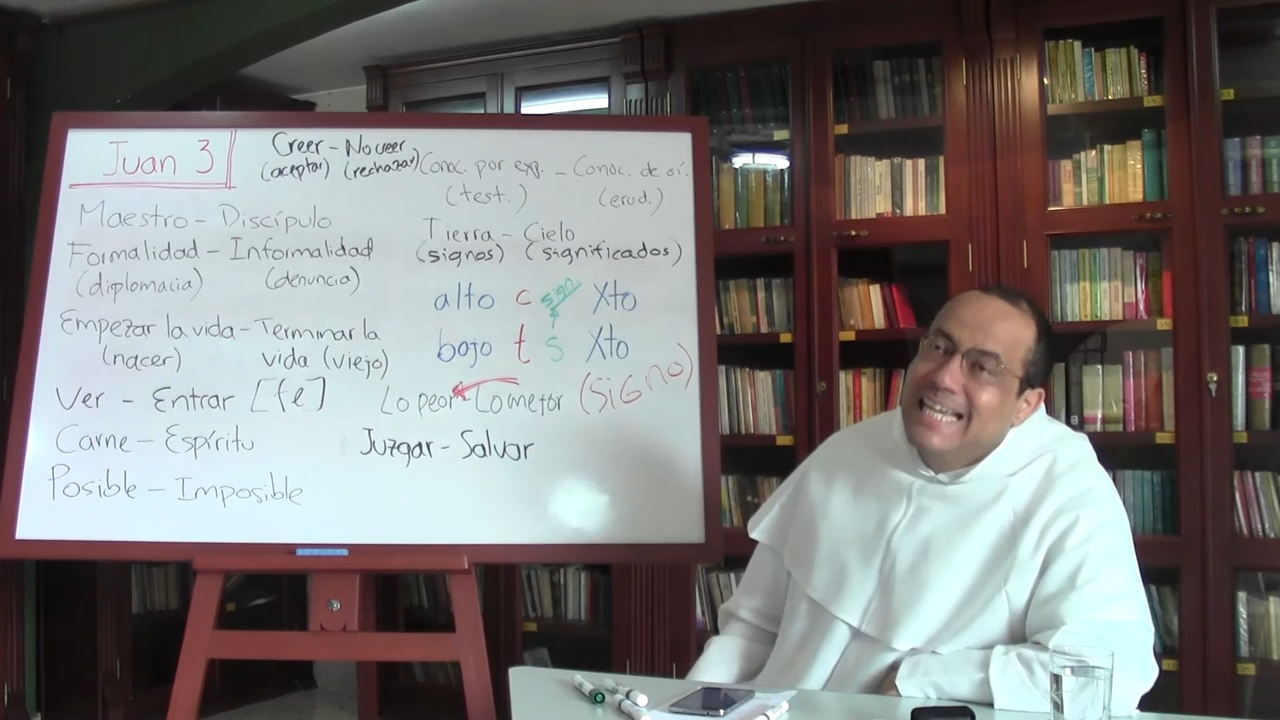 Juan 3
Creer - No creer
(aceptar) (rechazar)
Maestro - Discípulo
Formalidad - Informalidad
(diplomacia) (denuncia)
Empezar la vida - Terminar la
(nacer) vida (viejo)
Ver - Entrar [fe]
Carne - Espíritu
Posible - Imposible
Conoc. por exp. - Conoc. de oí.
(test.) (erud.)
Tierra - Cielo
(signos) (significados)
alto c sign. Xto
bajo t s Xto
Lo peor - Lo mejor (signo)
Juzgar - Salvar